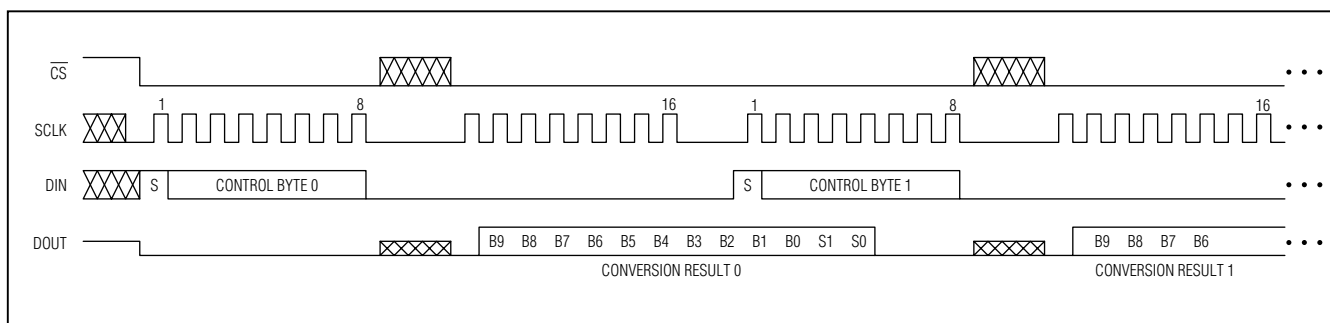 CS
1 8 16 1 8 16
SCLK
DIN S CONTROL BYTE 0 S CONTROL BYTE 1
DOUT B9 B8 B7 B6 B5 B4 B3 B2 B1 B0 S1 S0 B9 B8 B7 B6
CONVERSION RESULT 0 CONVERSION RESULT 1